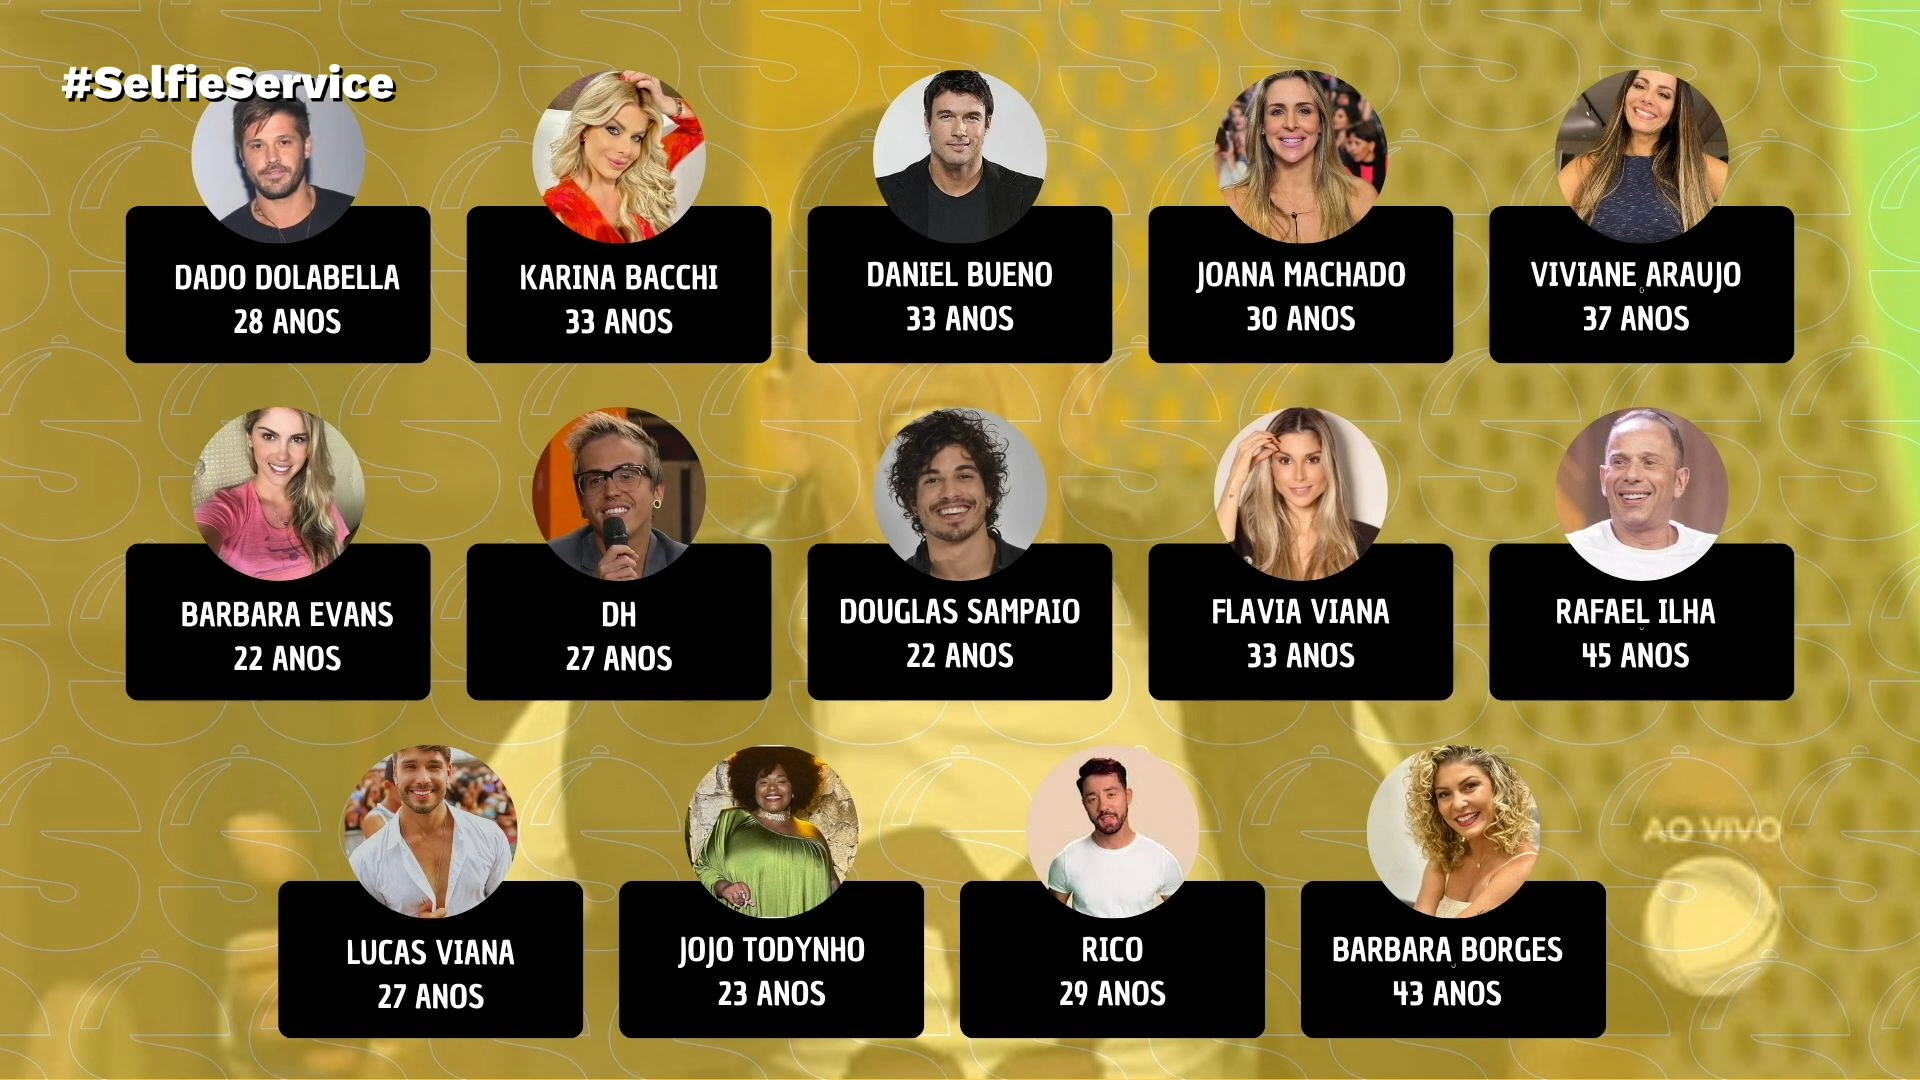 #SelfieService
DADO DOLABELLA
28 ANOS
KARINA BACCHI
33 ANOS
DANIEL BUENO
33 ANOS
JOANA MACHADO
30 ANOS
VIVIANE ARAUJO
37 ANOS
BARBARA EVANS
22 ANOS
DH
27 ANOS
DOUGLAS SAMPAIO
22 ANOS
FLAVIA VIANA
33 ANOS
RAFAEL ILHA
45 ANOS
LUCAS VIANA
27 ANOS
JOJO TODYNHO
23 ANOS
RICO
29 ANOS
BARBARA BORGES
43 ANOS
AO VIVO